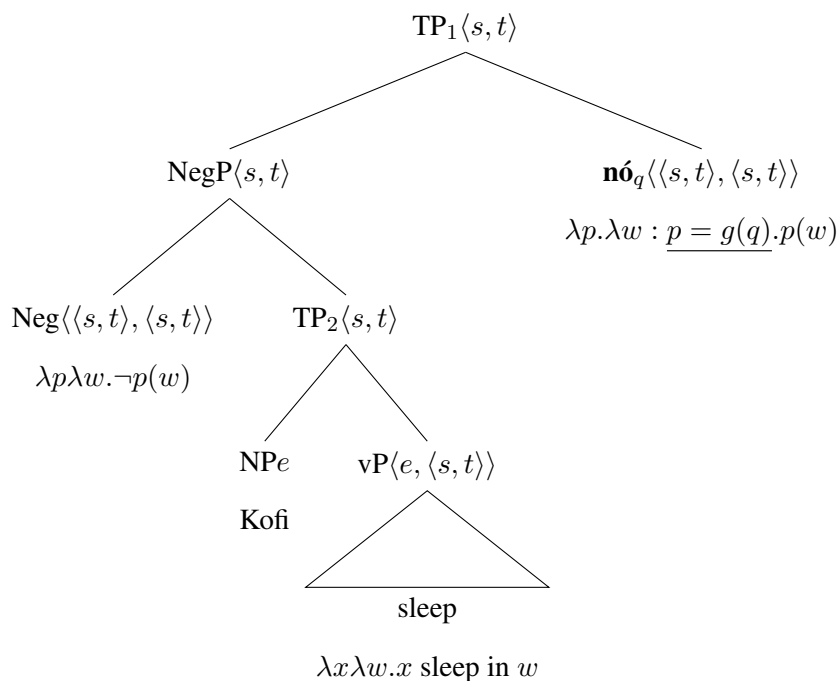 TP₁⟨s, t⟩
NegP⟨s, t⟩ nó_q⟨⟨s, t⟩, ⟨s, t⟩⟩
λp.λw : p = g(q).p(w)
Neg⟨⟨s, t⟩, ⟨s, t⟩⟩ TP₂⟨s, t⟩
λpλw.¬p(w)
NPe vP⟨e, ⟨s, t⟩⟩
Kofi
sleep
λxλw.x sleep in w